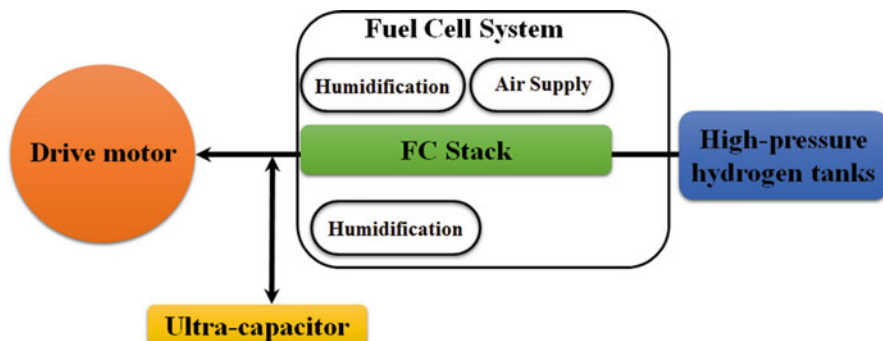 Fuel Cell System
Humidification
Air Supply
Drive motor
FC Stack
High-pressure
hydrogen tanks
Humidification
Ultra-capacitor